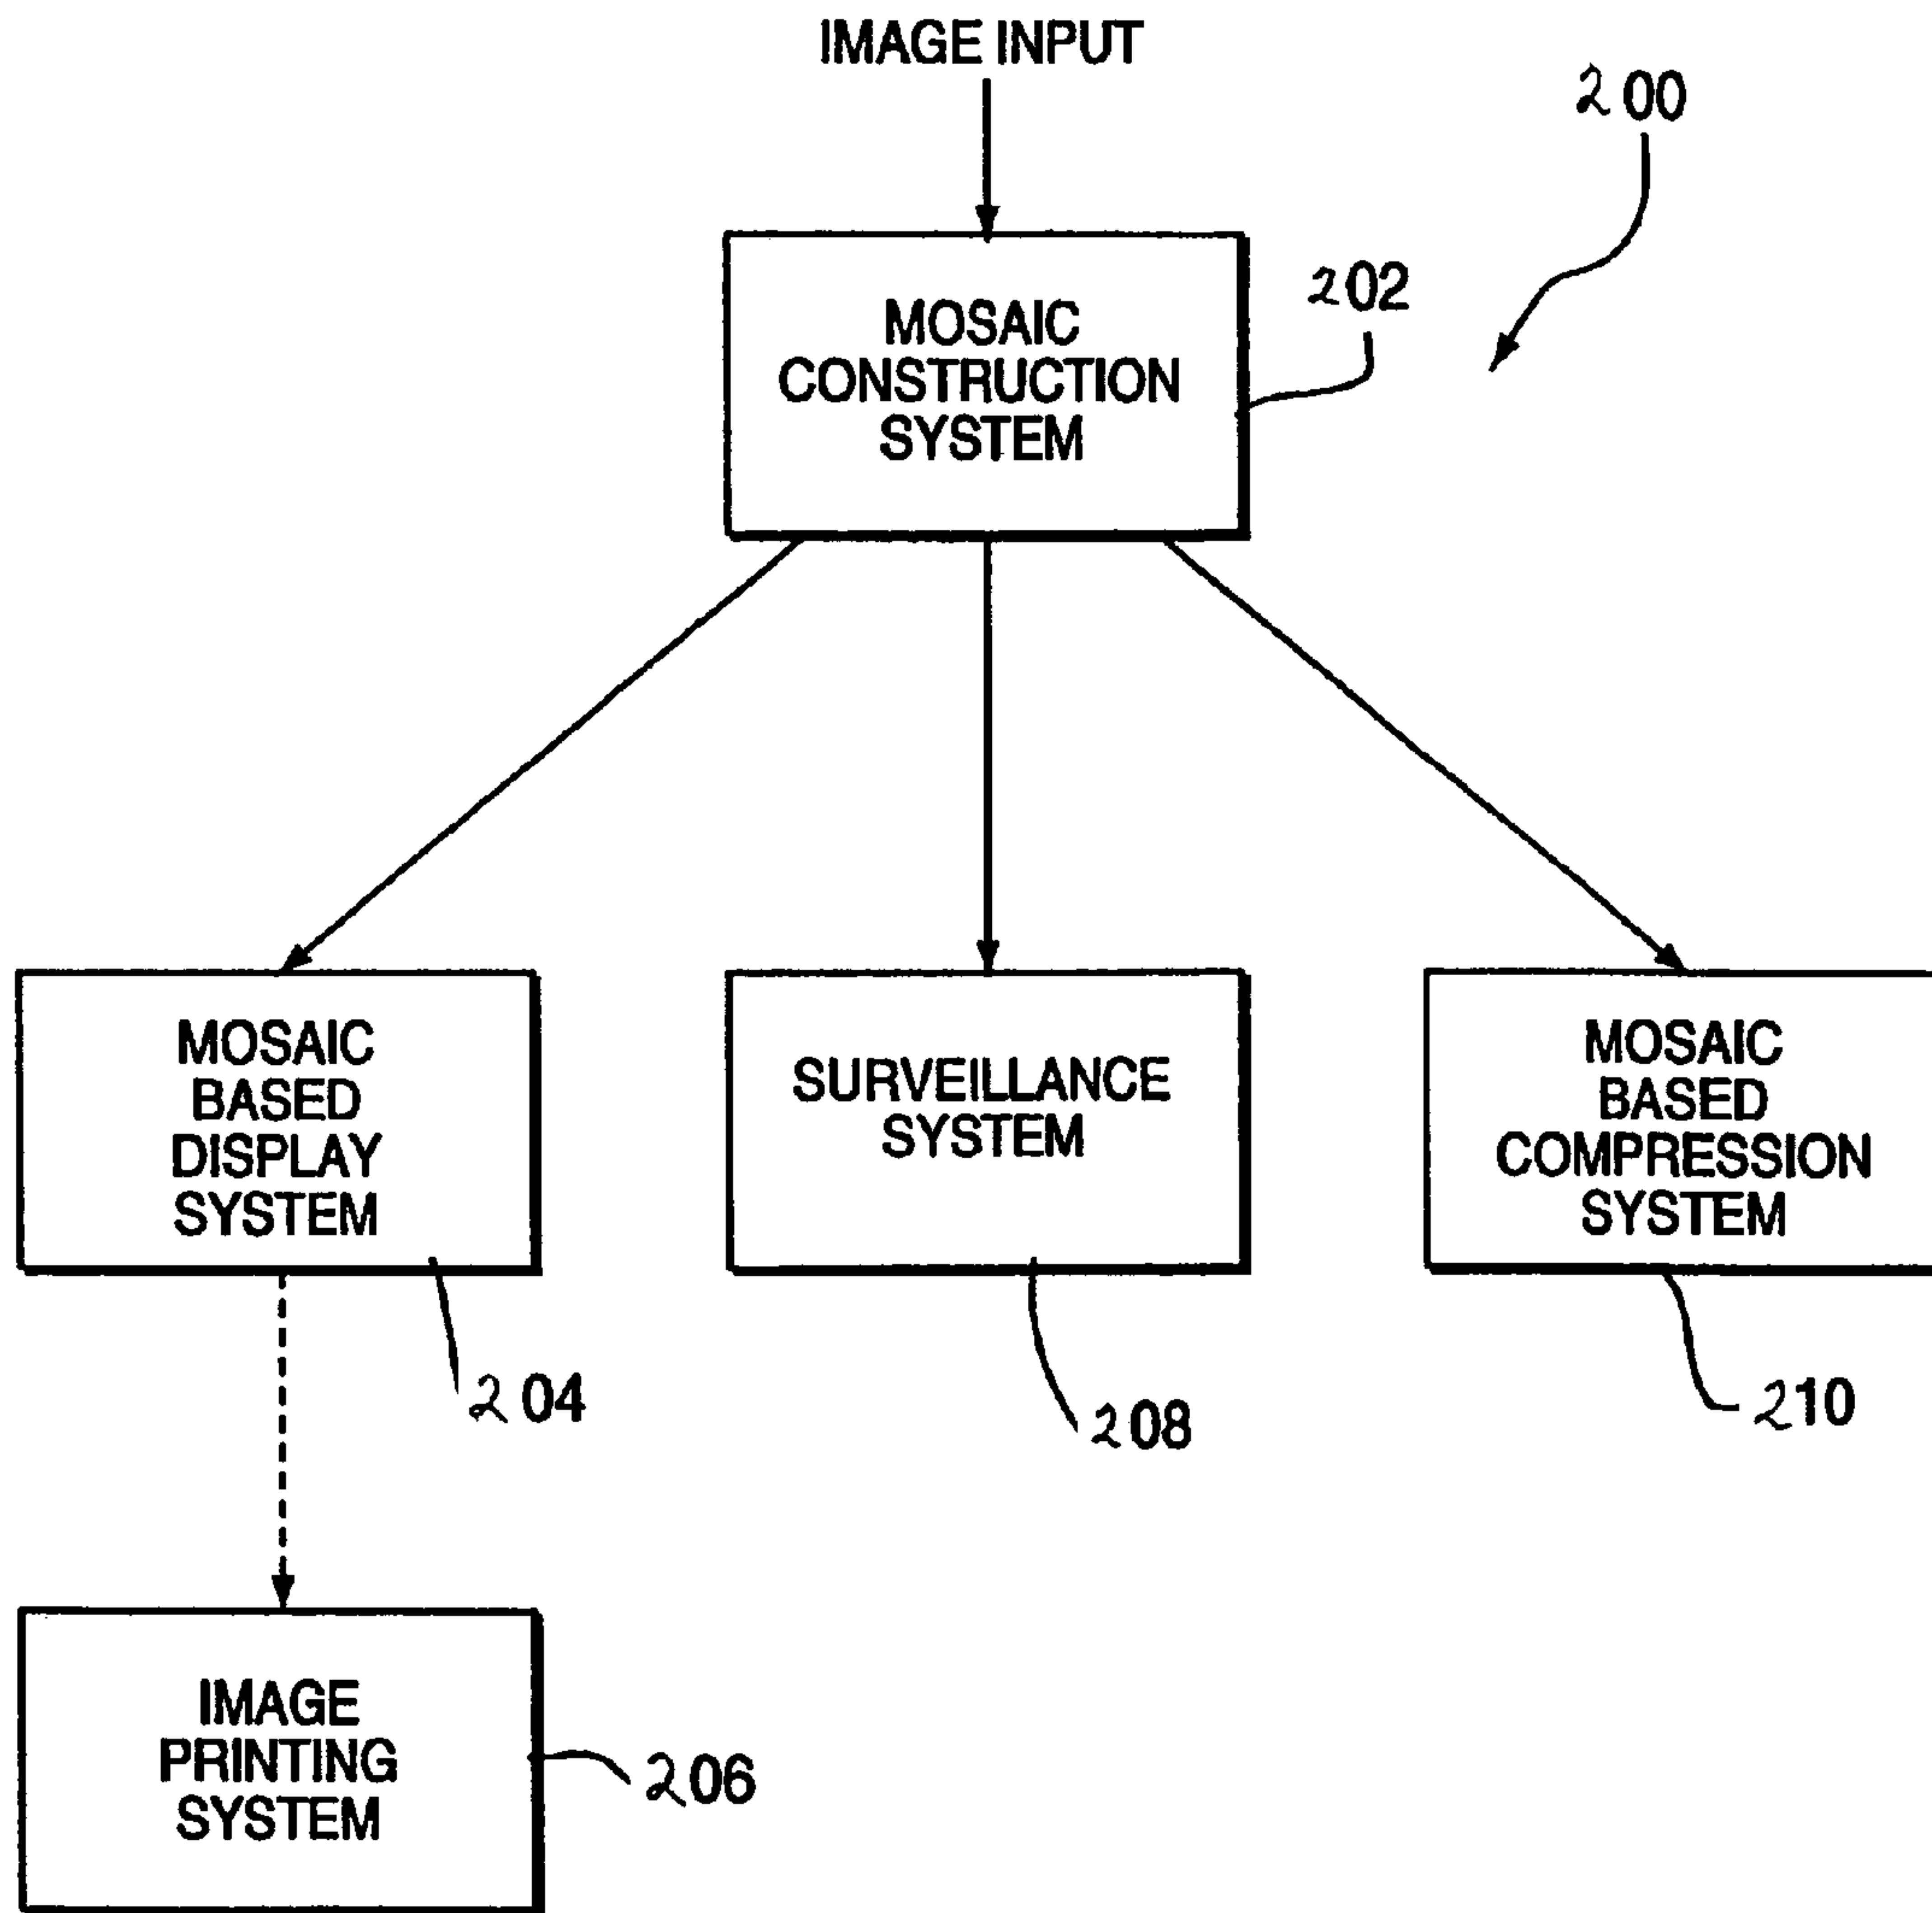 IMAGE INPUT
200
MOSAIC
CONSTRUCTION
SYSTEM
202
MOSAIC
BASED
DISPLAY
SYSTEM
204
SURVEILLANCE
SYSTEM
208
MOSAIC
BASED
COMPRESSION
SYSTEM
210
IMAGE
PRINTING
SYSTEM
206